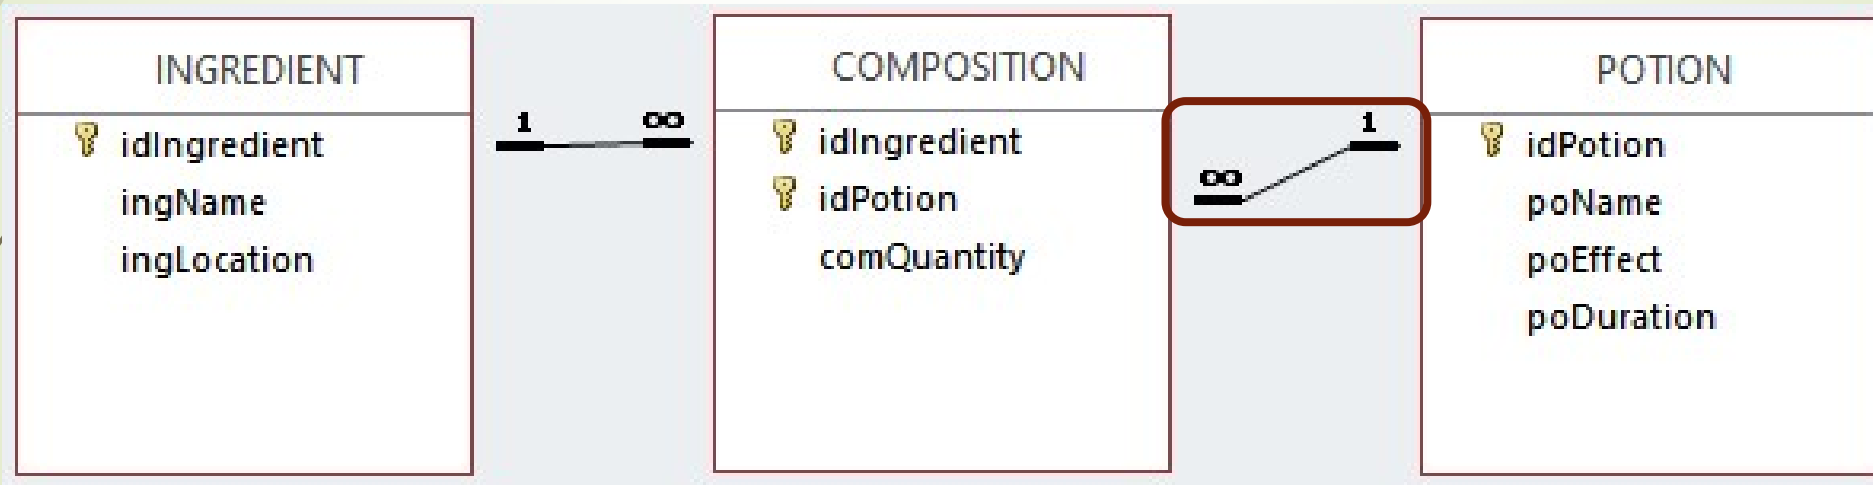 INGREDIENT
idIngredient
ingName
ingLocation
1 ∞
COMPOSITION
idIngredient
idPotion
comQuantity
∞ 1
POTION
idPotion
poName
poEffect
poDuration